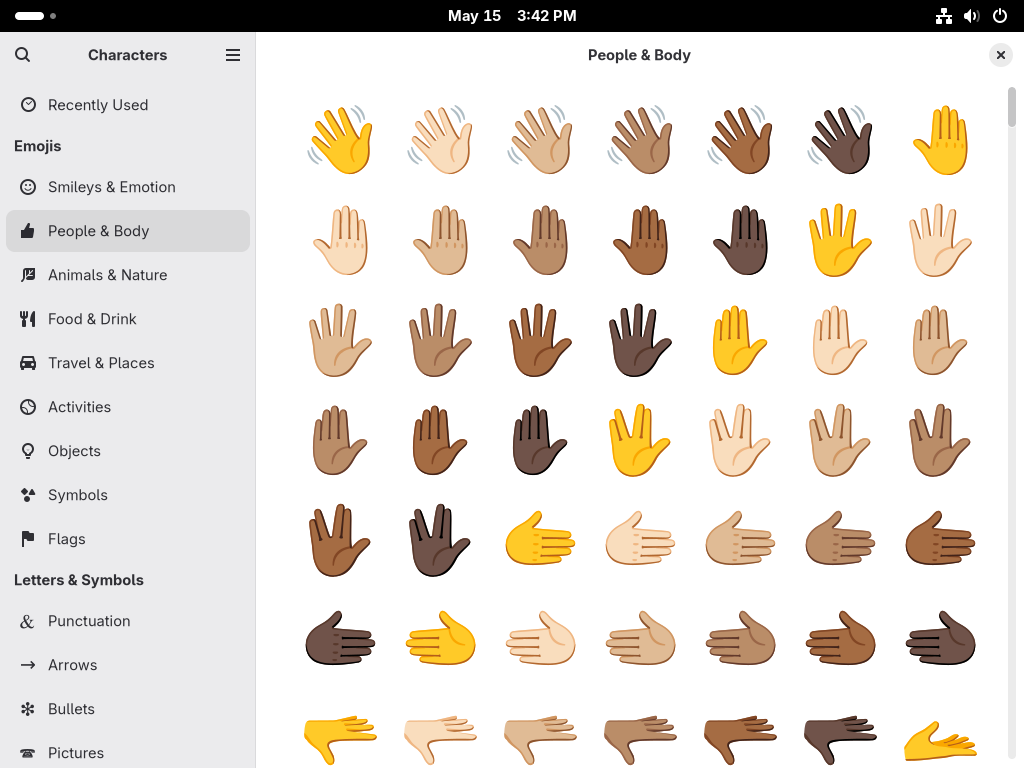 May 15 3:42 PM
Characters
People & Body
Recently Used
Emojis
Smileys & Emotion
People & Body
Animals & Nature
Food & Drink
Travel & Places
Activities
Objects
Symbols
Flags
Letters & Symbols
& Punctuation
→ Arrows
Bullets
Pictures